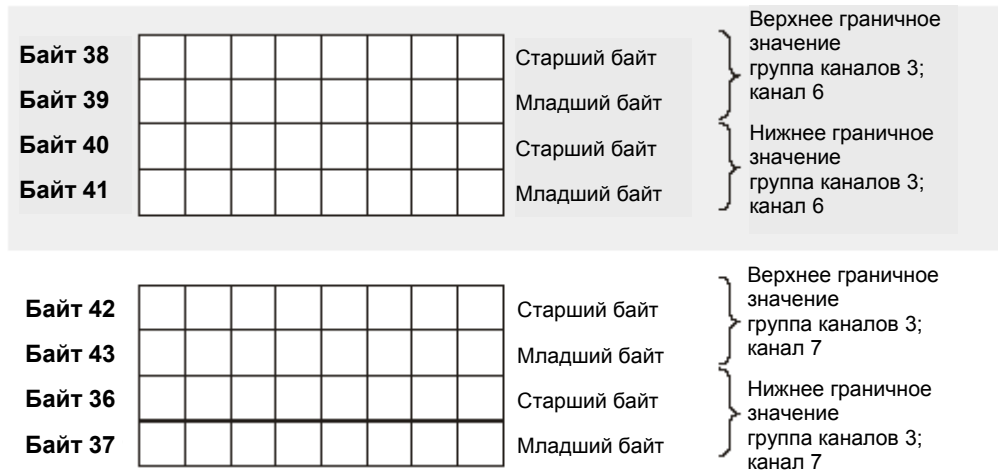 Байт 38
Старший байт
Верхнее граничное
значение
группа каналов 3;
канал 6
Байт 39
Младший байт
Байт 40
Старший байт
Нижнее граничное
значение
группа каналов 3;
канал 6
Байт 41
Младший байт
Байт 42
Старший байт
Верхнее граничное
значение
группа каналов 3;
канал 7
Байт 43
Младший байт
Байт 36
Старший байт
Нижнее граничное
значение
группа каналов 3;
канал 7
Байт 37
Младший байт